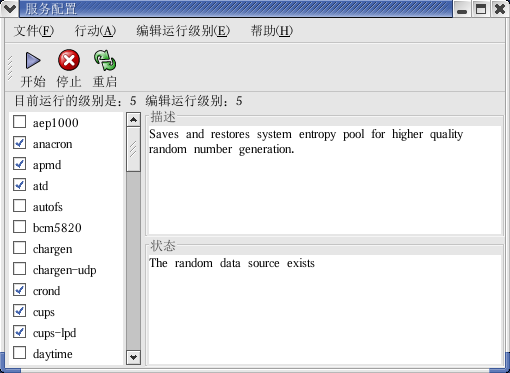 服务配置
文件(F) 行动(A) 编辑运行级别(E) 帮助(H)
开始 停止 重启
目前运行的级别是：5 编辑运行级别：5
aep1000
anacron
apmd
atd
autofs
bcm5820
chargen
chargen-udp
crond
cups
cups-lpd
daytime
描述
Saves and restores system entropy pool for higher quality
random number generation.
状态
The random data source exists